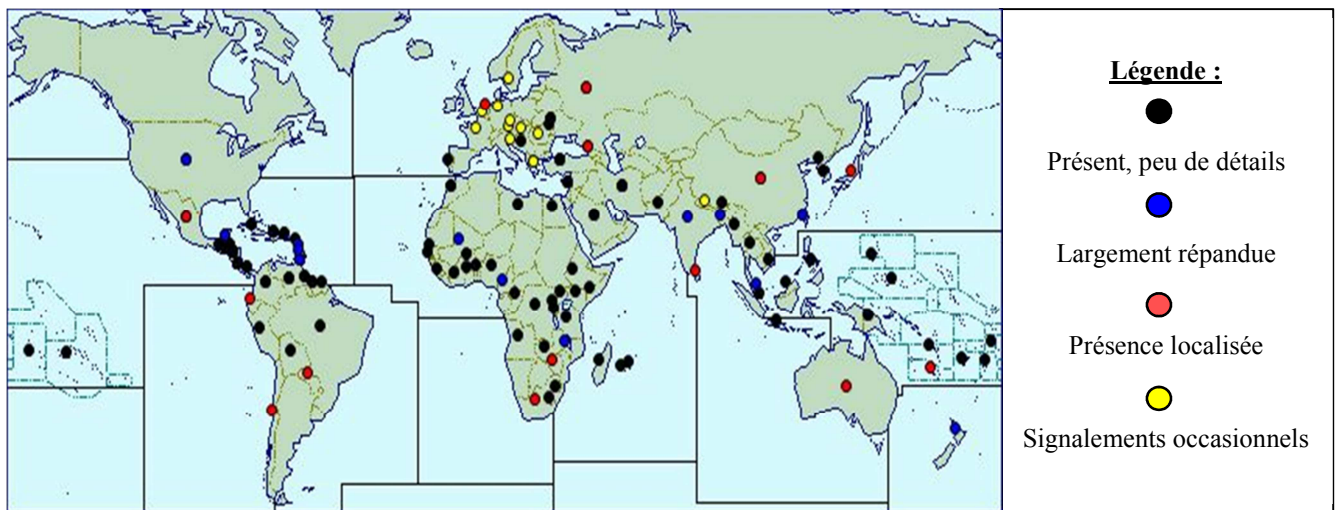 Légende :
Présent, peu de détails
Largement répandue
Présence localisée
Signalements occasionnels